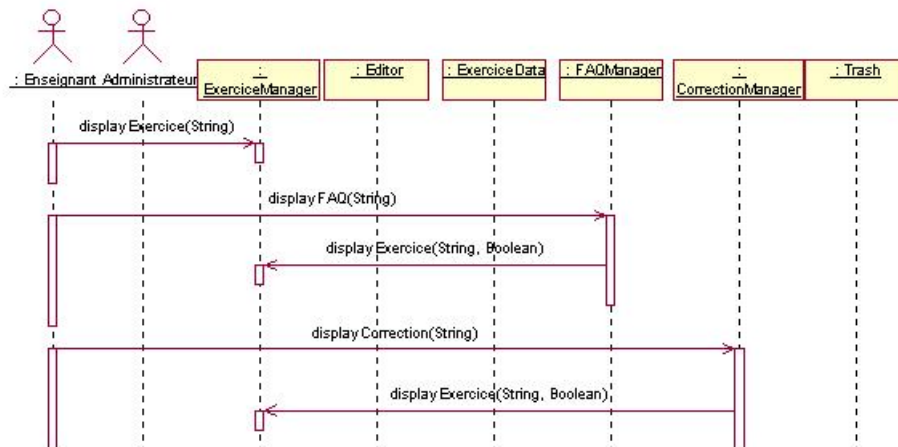 : Enseignant Administrateur
:
ExerciceManager
: Editor
: ExerciceData
: FAQManager
:
CorrectionManager
: Trash
displayExercice(String)
displayFAQ(String)
displayExercice(String, Boolean)
displayCorrection(String)
displayExercice(String, Boolean)